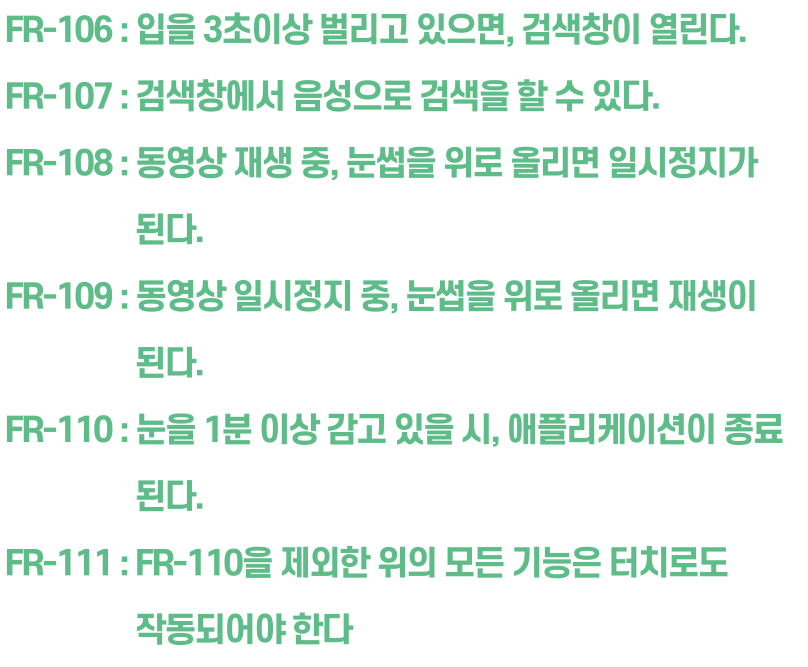 FR-106 : 입을 3초이상 벌리고 있으면, 검색창이 열린다.
FR-107 : 검색창에서 음성으로 검색을 할 수 있다.
FR-108 : 동영상 재생 중, 눈썹을 위로 올리면 일시정지가
된다.
FR-109 : 동영상 일시정지 중, 눈썹을 위로 올리면 재생이
된다.
FR-110 : 눈을 1분 이상 감고 있을 시, 애플리케이션이 종료
된다.
FR-111 : FR-110을 제외한 위의 모든 기능은 터치로도
작동되어야 한다